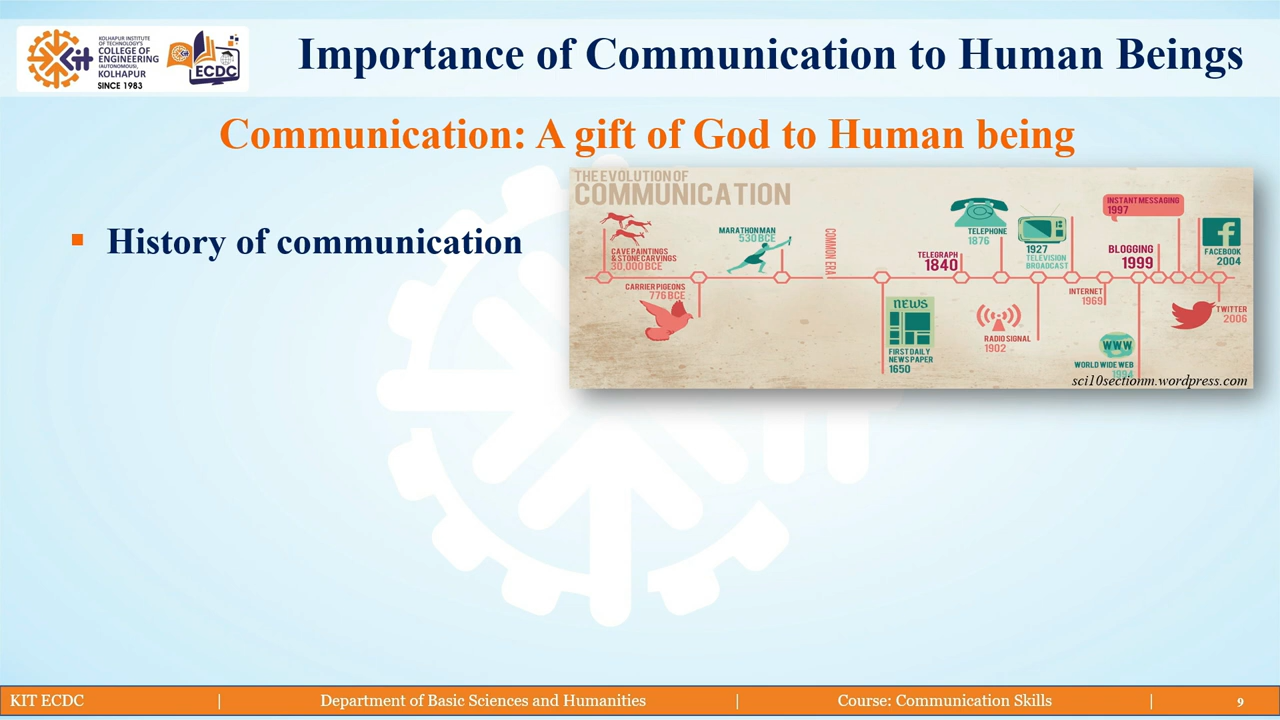 KOLHAPUR INSTITUTE
OF TECHNOLOGY'S
COLLEGE OF
ENGINEERING
(AUTONOMOUS),
KOLHAPUR
SINCE 1983
Kit
ECDC
Importance of Communication to Human Beings
Communication: A gift of God to Human being
▪ History of communication
THE EVOLUTION OF
COMMUNICATION
CAVE PAINTINGS
& STONE CARVINGS
30,000 BCE
CARRIER PIGEONS
776 BCE
MARATHON MAN
530 BCE
COMMON ERA
NEWS
FIRST DAILY
NEWS PAPER
1650
TELEGRAPH
1840
TELEPHONE
1876
RADIO SIGNAL
1902
1927
TELEVISION
BROADCAST
INTERNET
1969
WWW
WORLD WIDE WEB
1994
INSTANT MESSAGING
1997
BLOGGING
1999
FACEBOOK
2004
TWITTER
2006
sci10sectionm.wordpress.com
KIT ECDC | Department of Basic Sciences and Humanities | Course: Communication Skills | 9